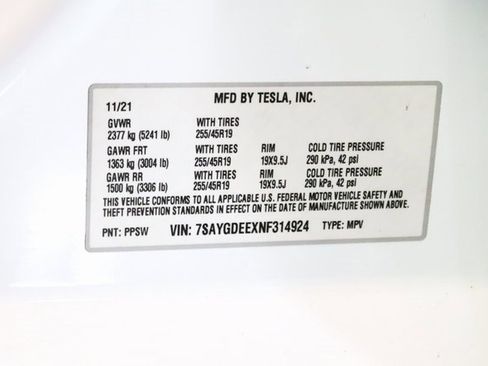 MFD BY TESLA, INC.
11/21
GVWR WITH TIRES
2377 kg (5241 lb) 255/45R19
GAWR FRT WITH TIRES RIM COLD TIRE PRESSURE
1363 kg (3004 lb) 255/45R19 19X9.5J 290 kPa, 42 psi
GAWR RR WITH TIRES RIM COLD TIRE PRESSURE
1500 kg (3306 lb) 255/45R19 19X9.5J 290 kPa, 42 psi
THIS VEHICLE CONFORMS TO ALL APPLICABLE U.S. FEDERAL MOTOR VEHICLE SAFETY AND
THEFT PREVENTION STANDARDS IN EFFECT ON THE DATE OF MANUFACTURE SHOWN ABOVE.
PNT: PPSW VIN: 7SAYGDEEXNF314924 TYPE: MPV